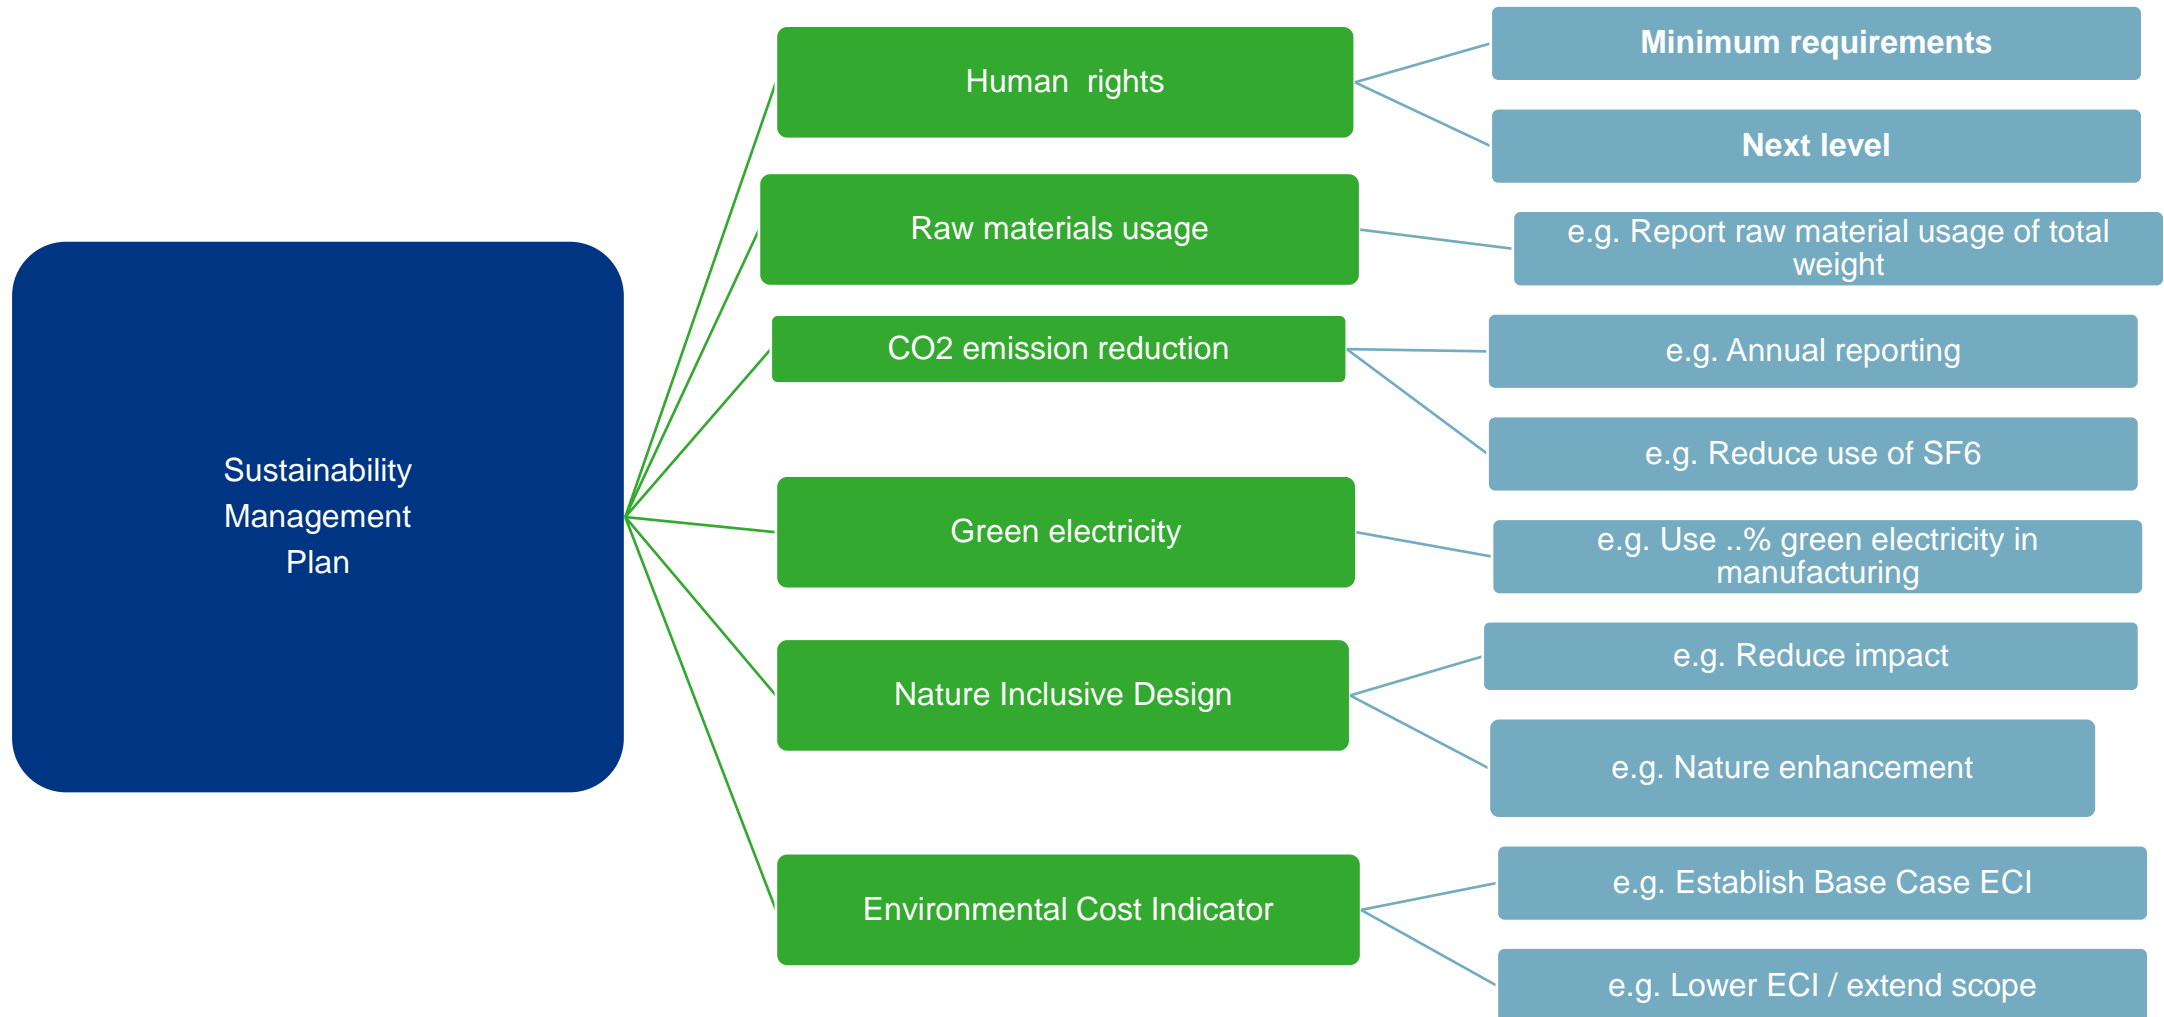 Sustainability
Management
Plan
Human rights
Minimum requirements
Next level
Raw materials usage
e.g. Report raw material usage of total
weight
CO2 emission reduction
e.g. Annual reporting
e.g. Reduce use of SF6
Green electricity
e.g. Use ..% green electricity in
manufacturing
Nature Inclusive Design
e.g. Reduce impact
e.g. Nature enhancement
Environmental Cost Indicator
e.g. Establish Base Case ECI
e.g. Lower ECI / extend scope